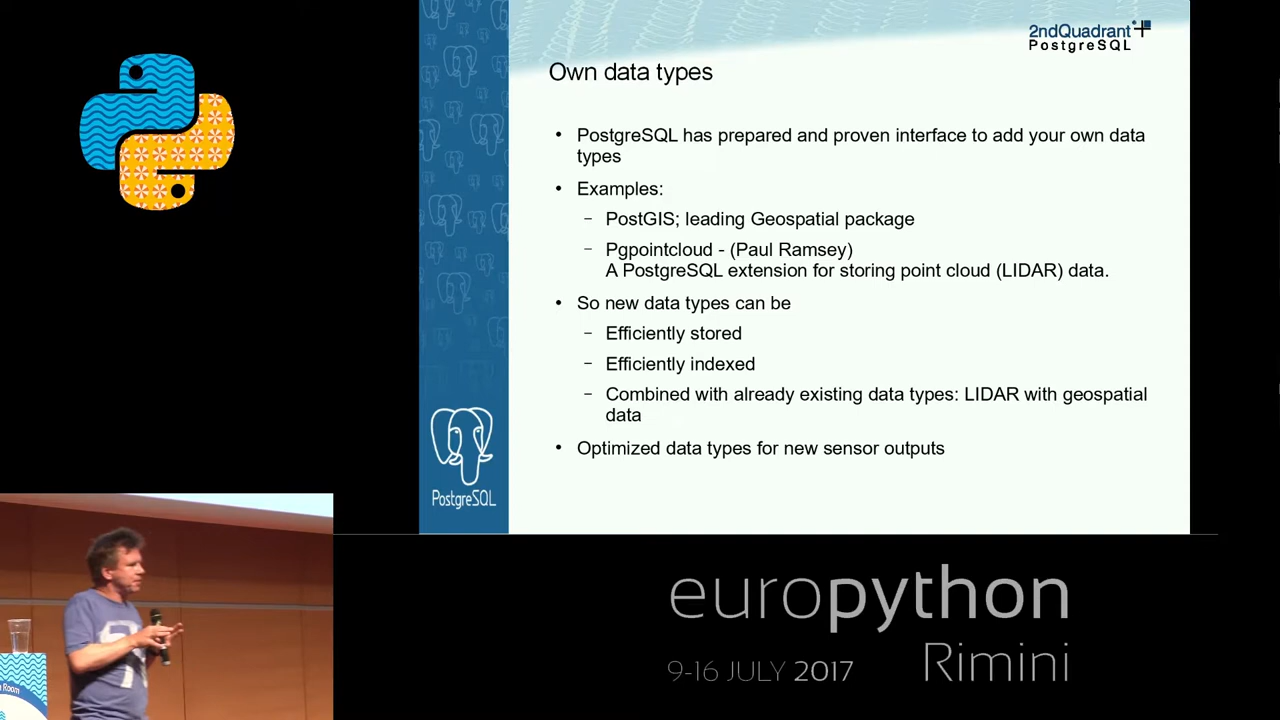 2ndQuadrant
PostgreSQL
Own data types
• PostgreSQL has prepared and proven interface to add your own data
types
• Examples:
– PostGIS; leading Geospatial package
– Pgpointcloud - (Paul Ramsey)
A PostgreSQL extension for storing point cloud (LIDAR) data.
• So new data types can be
– Efficiently stored
– Efficiently indexed
– Combined with already existing data types: LIDAR with geospatial
data
• Optimized data types for new sensor outputs
PostgreSQL
europython
Rimini
9-16 JULY 2017
Room